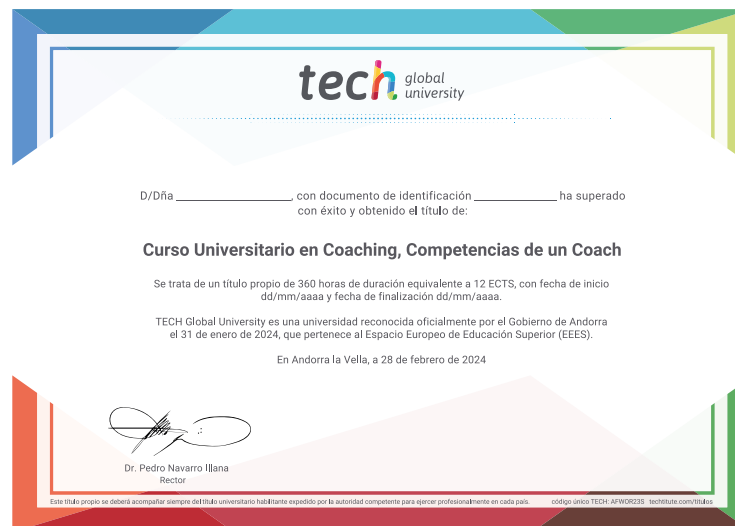 tech global university
D/Dña ____________________, con documento de identificación ______________ ha superado
con éxito y obtenido el título de:
Curso Universitario en Coaching, Competencias de un Coach
Se trata de un título propio de 360 horas de duración equivalente a 12 ECTS, con fecha de inicio
dd/mm/aaaa y fecha de finalización dd/mm/aaaa.
TECH Global University es una universidad reconocida oficialmente por el Gobierno de Andorra
el 31 de enero de 2024, que pertenece al Espacio Europeo de Educación Superior (EEES).
En Andorra la Vella, a 28 de febrero de 2024
Dr. Pedro Navarro Illana
Rector
Este título propio se deberá acompañar siempre del título universitario habilitante expedido por la autoridad competente para ejercer profesionalmente en cada país. código único TECH: AFWOR23S techtitute.com/titulos